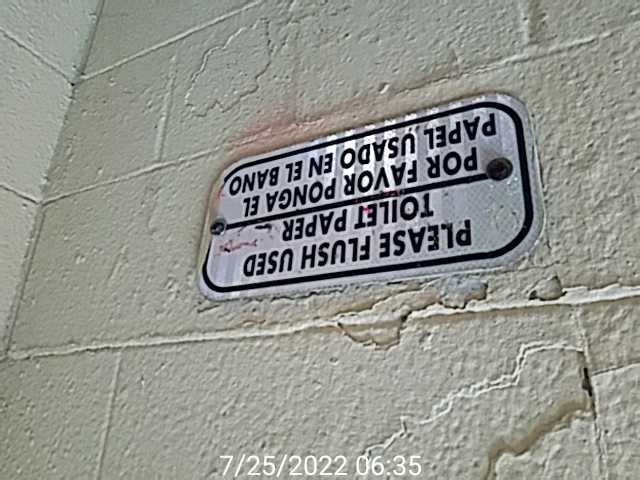 PLEASE FLUSH USED
TOILET PAPER
POR FAVOR PONGA EL
PAPEL USADO EN EL BANO
7/25/2022 06:35